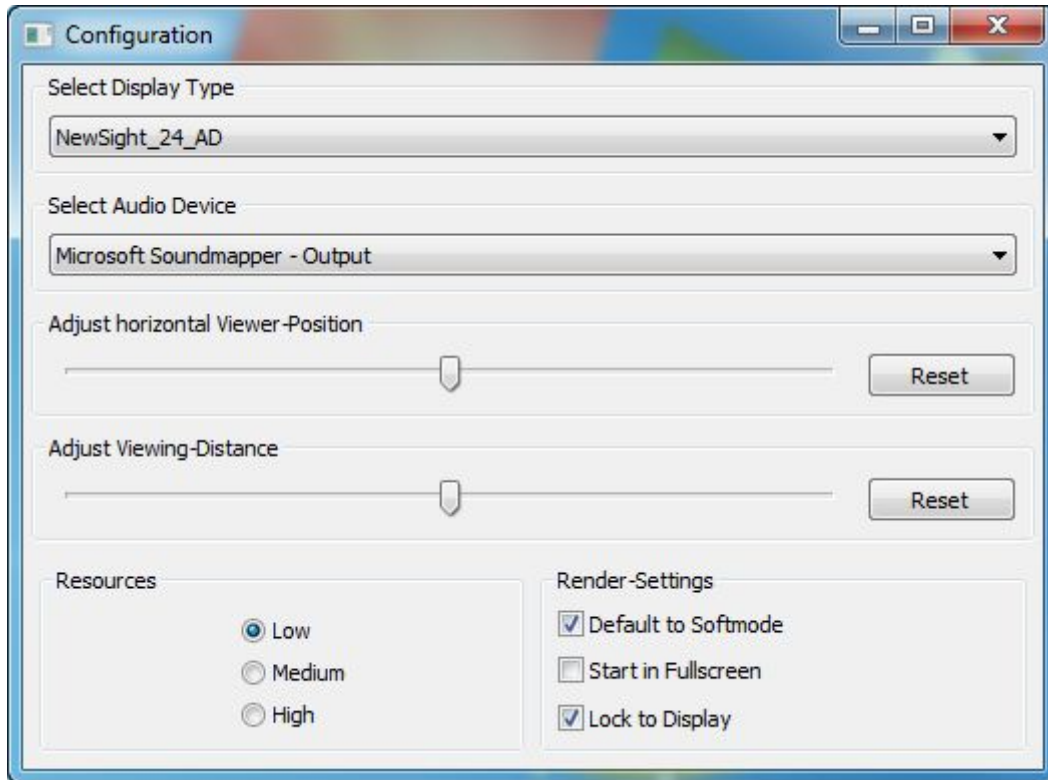 Configuration
Select Display Type
NewSight_24_AD
Select Audio Device
Microsoft Soundmapper - Output
Adjust horizontal Viewer-Position
Reset
Adjust Viewing-Distance
Reset
Resources
Low
Medium
High
Render-Settings
Default to Softmode
Start in Fullscreen
Lock to Display